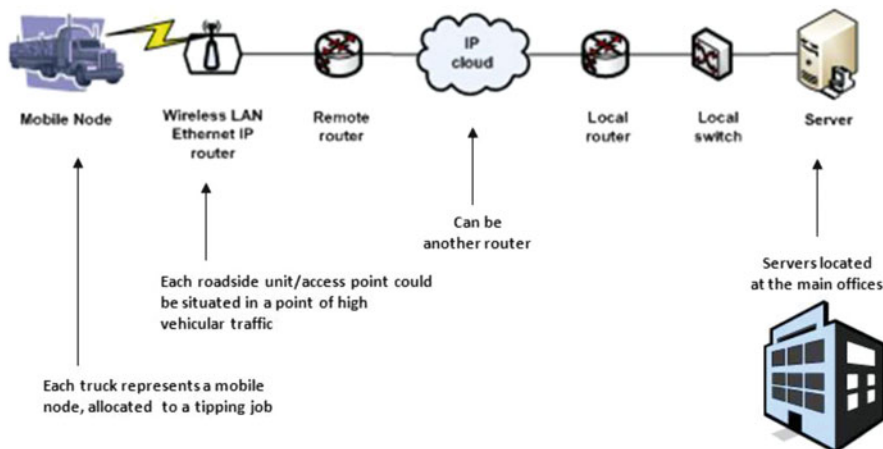 IP
cloud
Mobile Node
Wireless LAN
Ethernet IP
router
Remote
router
Local
router
Local
switch
Server
Can be
another router
Each roadside unit/access point could
be situated in a point of high
vehicular traffic
Servers located
at the main offices
Each truck represents a mobile
node, allocated to a tipping job